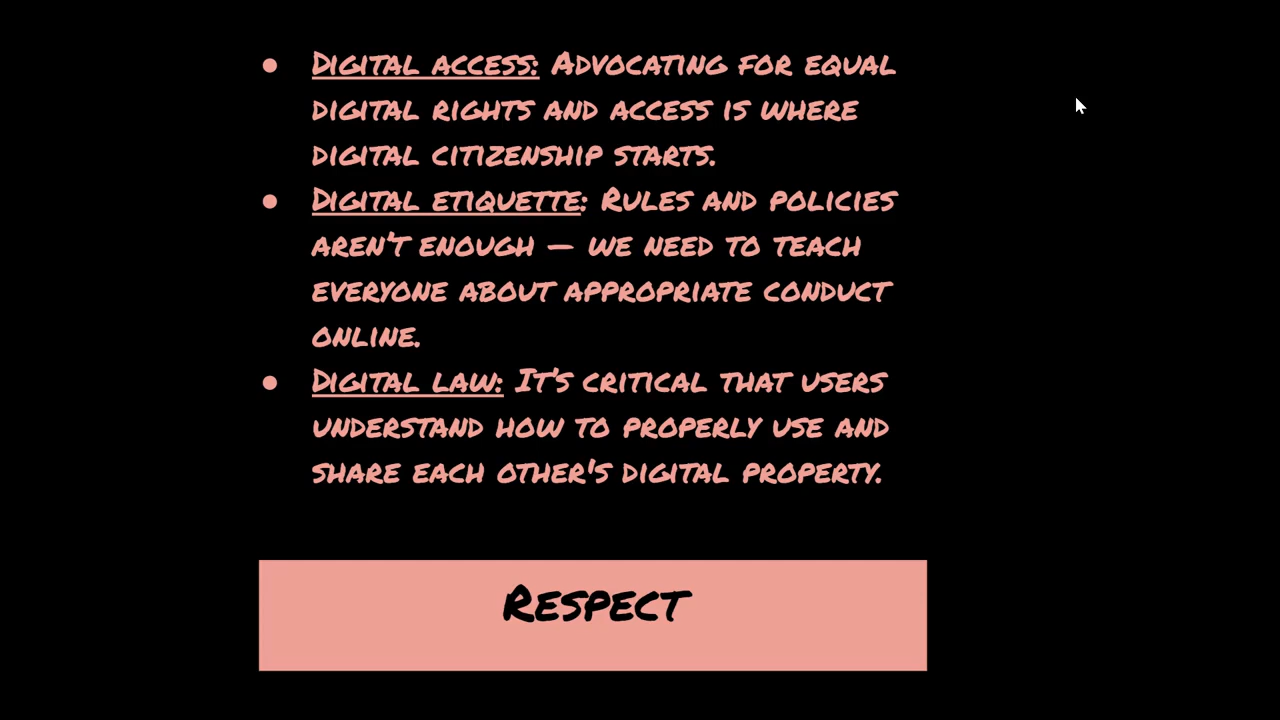 ● Digital access: Advocating for equal
digital rights and access is where
digital citizenship starts.
● Digital etiquette: Rules and policies
aren't enough — we need to teach
everyone about appropriate conduct
online.
● Digital law: It's critical that users
understand how to properly use and
share each other's digital property.
Respect